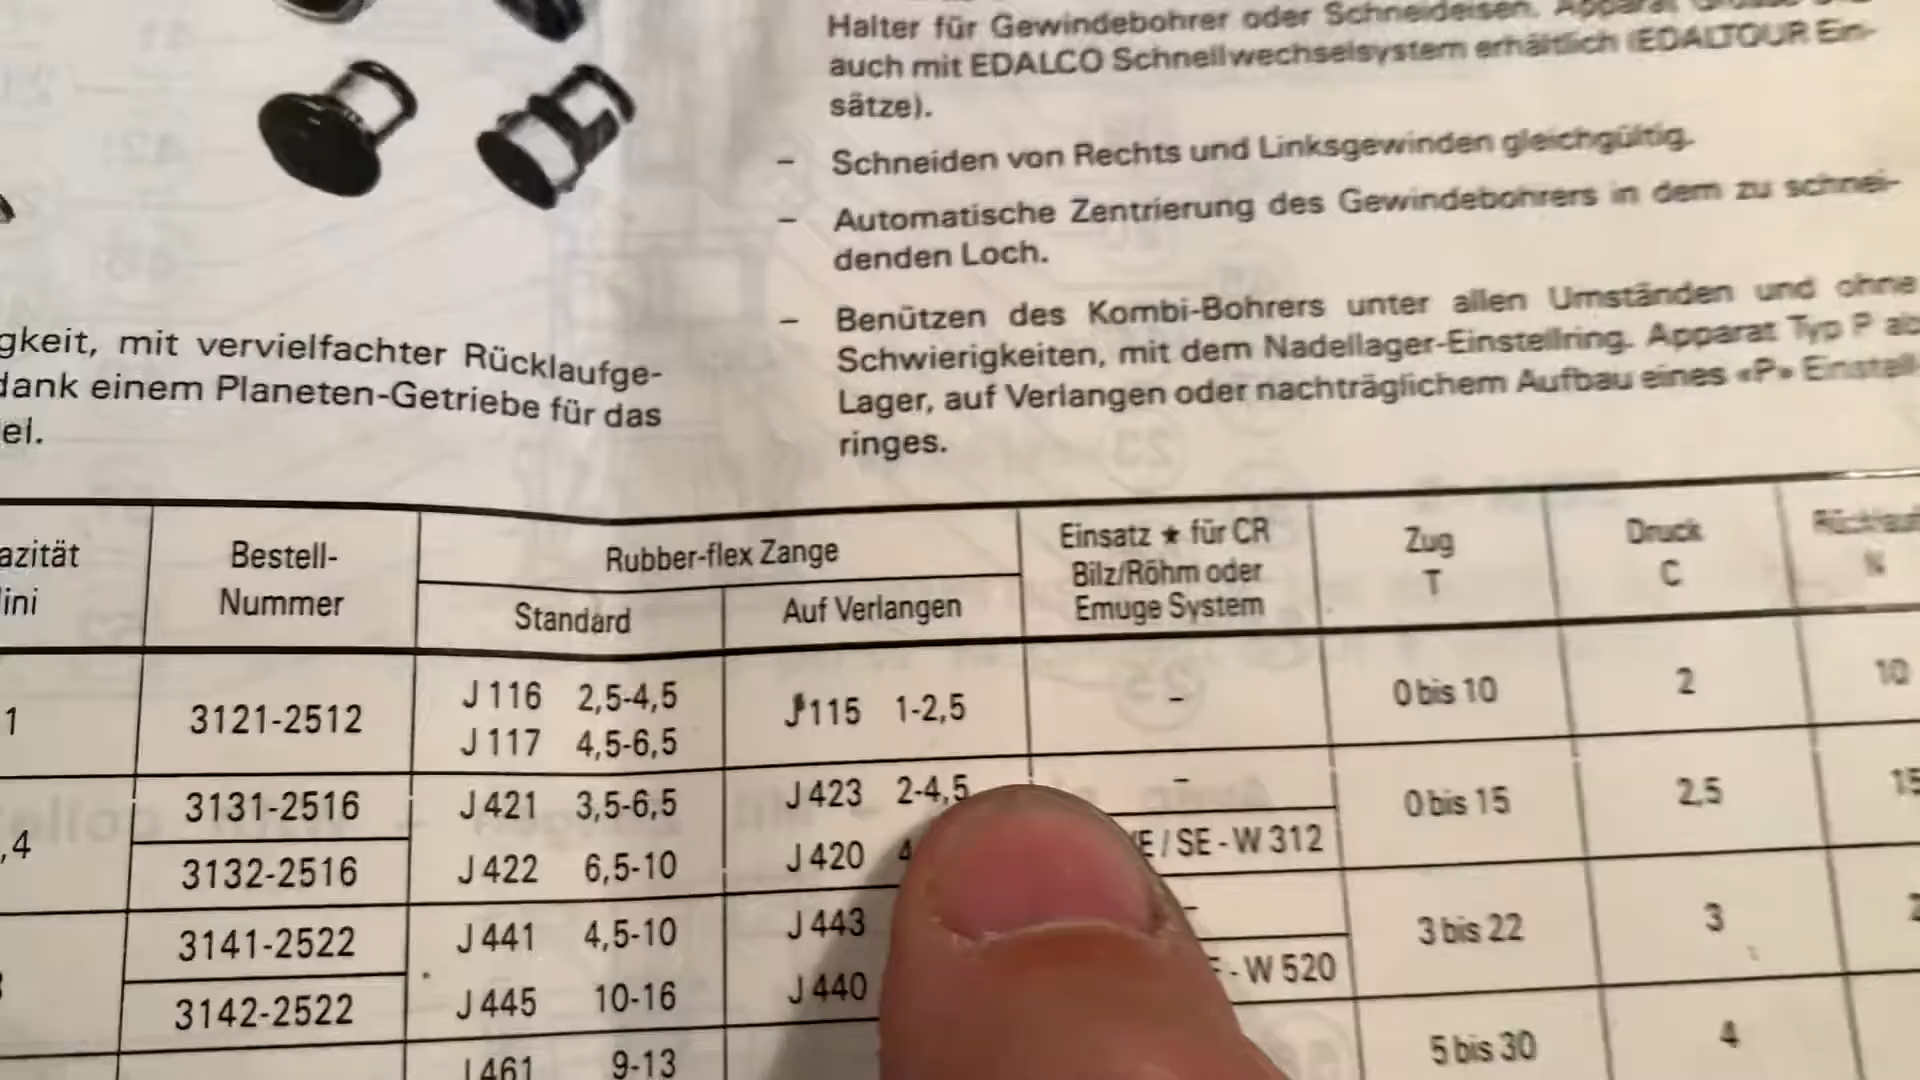 Halter für Gewindebohrer oder Schneideisen. Apparat
auch mit EDALCO Schnellwechselsystem erhältlich (EDALTOUR Ein-
sätze).
– Schneiden von Rechts und Linksgewinden gleichgültig.
– Automatische Zentrierung des Gewindebohrers in dem zu schnei-
denden Loch.
– Benützen des Kombi-Bohrers unter allen Umständen und ohne
Schwierigkeiten, mit dem Nadellager-Einstellring. Apparat Typ P ab
Lager, auf Verlangen oder nachträglichem Aufbau eines «P» Einstell-
ringes.
gkeit, mit vervielfachter Rücklaufge-
dank einem Planeten-Getriebe für das
el.
azität
ini
Bestell-
Nummer
Rubber-flex Zange
Standard
Auf Verlangen
Einsatz ★ für CR
Bilz/Röhm oder
Emuge System
Zug
T
Druck
C
Rücklauf
N
1
3121-2512
J 116 2,5-4,5
J 117 4,5-6,5
J 115 1-2,5
–
0 bis 10
2
10
,4
3131-2516
3132-2516
J 421 3,5-6,5
J 422 6,5-10
J 423 2-4,5
J 420 4
–
E / SE - W 312
0 bis 15
2,5
15
3141-2522
3142-2522
J 441 4,5-10
J 445 10-16
J 443
J 440
–
- W 520
3 bis 22
3
2
J 461 9-13
5 bis 30
4